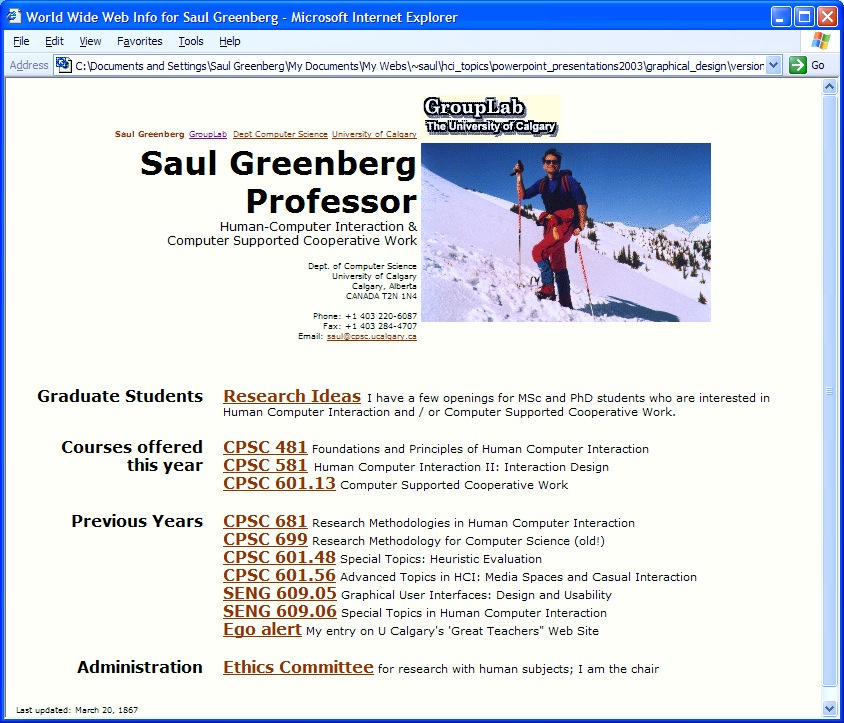 World Wide Web Info for Saul Greenberg - Microsoft Internet Explorer
File Edit View Favorites Tools Help
Address C:\Documents and Settings\Saul Greenberg\My Documents\My Webs\~saul\hci_topics\powerpoint_presentations2003\graphical_design\version Go
GroupLab
The University of Calgary
Saul Greenberg GroupLab Dept Computer Science University of Calgary
Saul Greenberg
Professor
Human-Computer Interaction &
Computer Supported Cooperative Work
Dept. of Computer Science
University of Calgary
Calgary, Alberta
CANADA T2N 1N4
Phone: +1 403 220-6087
Fax: +1 403 284-4707
Email: saul@cpsc.ucalgary.ca
Graduate Students Research Ideas I have a few openings for MSc and PhD students who are interested in
Human Computer Interaction and / or Computer Supported Cooperative Work.
Courses offered CPSC 481 Foundations and Principles of Human Computer Interaction
this year CPSC 581 Human Computer Interaction II: Interaction Design
CPSC 601.13 Computer Supported Cooperative Work
Previous Years CPSC 681 Research Methodologies in Human Computer Interaction
CPSC 699 Research Methodology for Computer Science (old!)
CPSC 601.48 Special Topics: Heuristic Evaluation
CPSC 601.56 Advanced Topics in HCI: Media Spaces and Casual Interaction
SENG 609.05 Graphical User Interfaces: Design and Usability
SENG 609.06 Special Topics in Human Computer Interaction
Ego alert My entry on U Calgary's 'Great Teachers" Web Site
Administration Ethics Committee for research with human subjects; I am the chair
Last updated: March 20, 1867